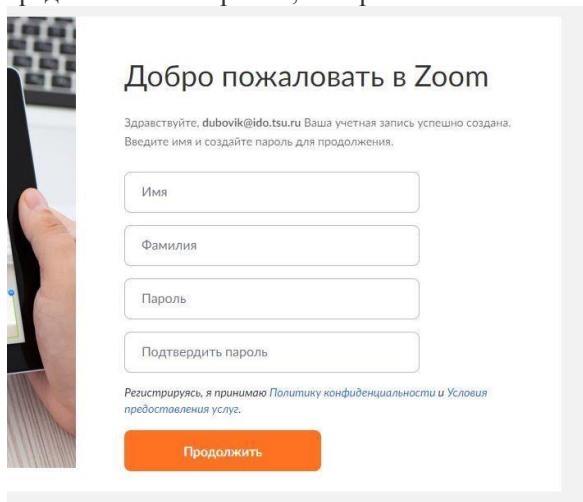 Добро пожаловать в Zoom
Здравствуйте, dubovik@ido.tsu.ru Ваша учетная запись успешно создана.
Введите имя и создайте пароль для продолжения.
Имя
Фамилия
Пароль
Подтвердить пароль
Регистрируясь, я принимаю Политику конфиденциальности и Условия
предоставления услуг.
Продолжить